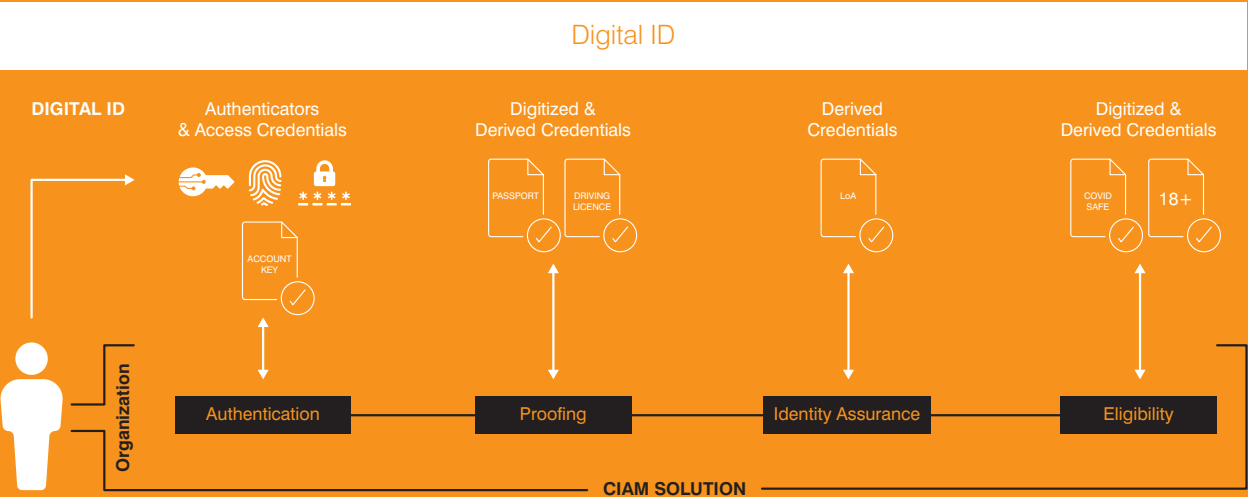 Digital ID
DIGITAL ID
Authenticators
& Access Credentials
Digitized &
Derived Credentials
Derived
Credentials
Digitized &
Derived Credentials
* * * *
ACCOUNT
KEY
PASSPORT
DRIVING
LICENCE
LoA
COVID
SAFE
18+
Organization
Authentication
Proofing
Identity Assurance
Eligibility
CIAM SOLUTION